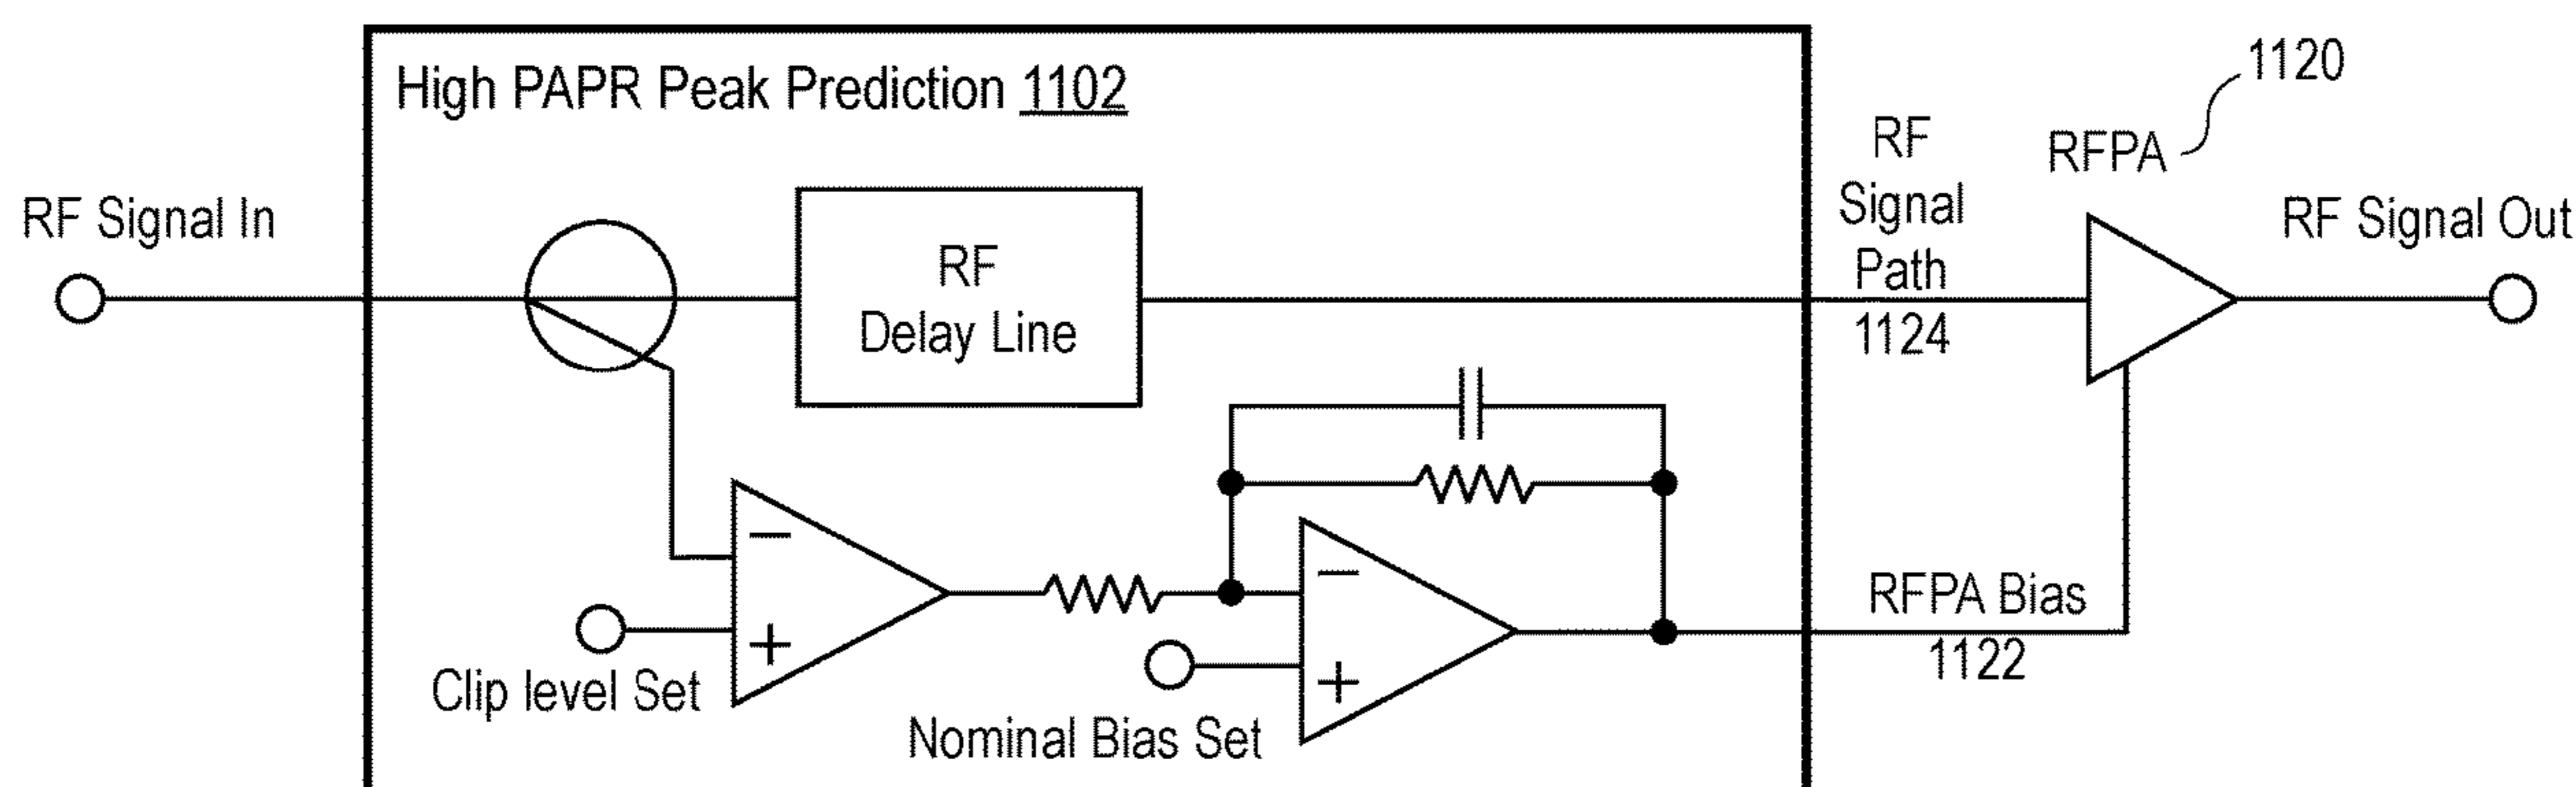 High PAPR Peak Prediction 1102
1120
RFPA
RF
Signal
Path
1124
RF Signal In
RF
Delay Line
RF Signal Out
−
+
Clip level Set
−
+
Nominal Bias Set
RFPA Bias
1122